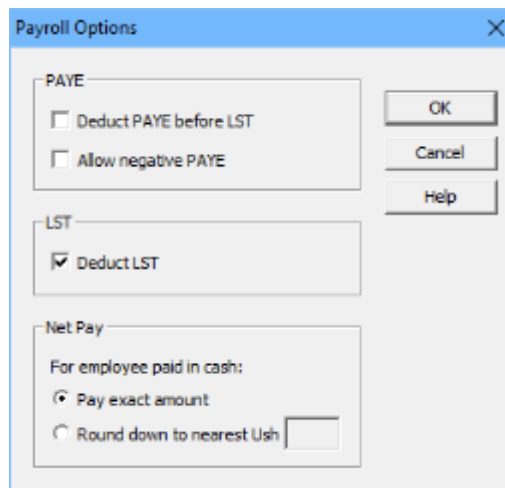 Payroll Options
PAYE
Deduct PAYE before LST
Allow negative PAYE
OK
Cancel
Help
LST
Deduct LST
Net Pay
For employee paid in cash:
Pay exact amount
Round down to nearest Ush